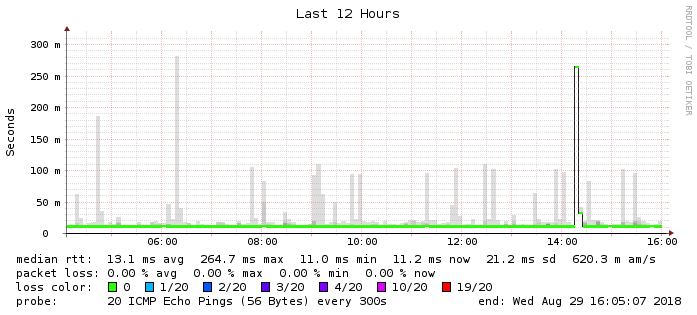 Last 12 Hours
RRDTOOL / TOBI OETIKER
Seconds
300 m
250 m
200 m
150 m
100 m
50 m
0
06:00 08:00 10:00 12:00 14:00 16:00
median rtt: 13.1 ms avg 264.7 ms max 11.0 ms min 11.2 ms now 21.2 ms sd 620.3 m am/s
packet loss: 0.00 % avg 0.00 % max 0.00 % min 0.00 % now
loss color: 0 1/20 2/20 3/20 4/20 10/20 19/20
probe: 20 ICMP Echo Pings (56 Bytes) every 300s end: Wed Aug 29 16:05:07 2018